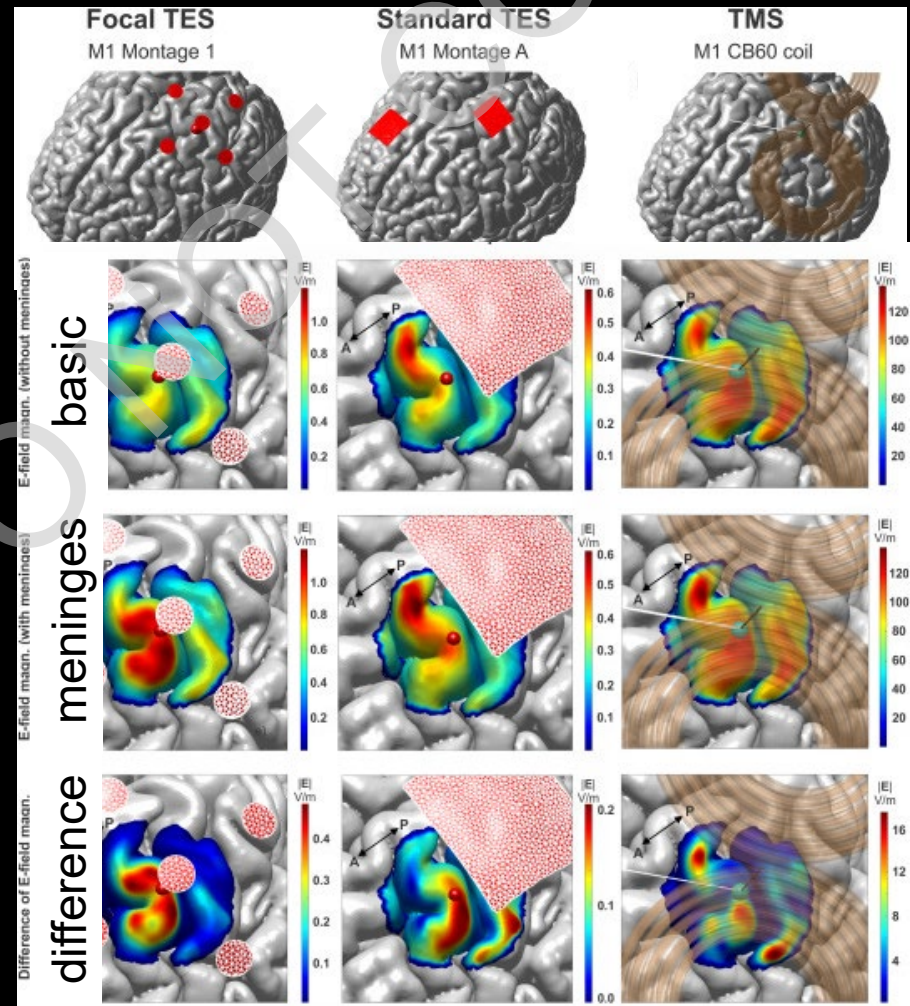 Focal TES
Standard TES
TMS
M1 Montage 1
M1 Montage A
M1 CB60 coil
E-field magn. (without meninges)
basic
P
|E|
V/m
1.0
0.8
0.6
0.4
0.2
P
A
|E|
V/m
0.6
0.5
0.4
0.3
0.2
0.1
P
A
|E|
V/m
120
100
80
60
40
20
E-field magn. (with meninges)
meninges
P
|E|
V/m
1.0
0.8
0.6
0.4
0.2
P
A
|E|
V/m
0.6
0.5
0.4
0.3
0.2
0.1
P
A
|E|
V/m
120
100
80
60
40
20
Difference of E-field magn.
difference
P
|E|
V/m
0.4
0.3
0.2
0.1
P
A
|E|
V/m
0.2
0.1
0.0
P
A
|E|
V/m
16
12
8
4